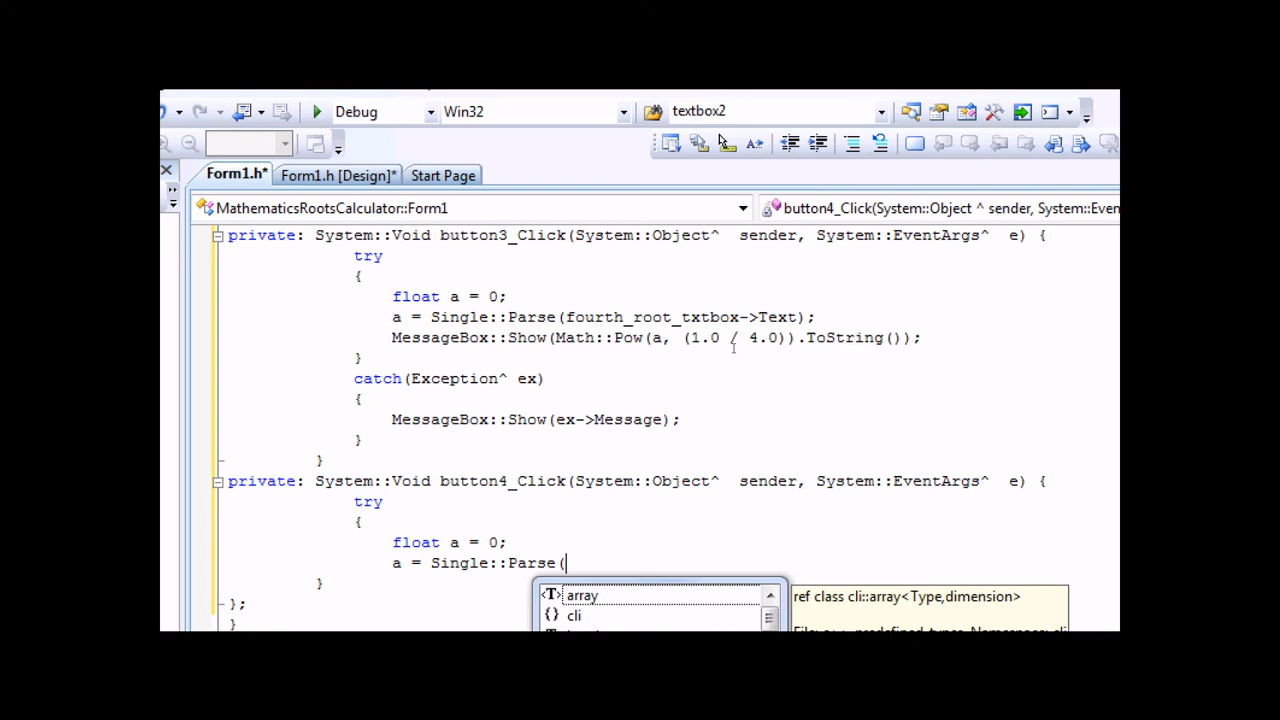 Debug Win32 textbox2
Form1.h* Form1.h [Design]* Start Page
MathematicsRootsCalculator::Form1 button4_Click(System::Object ^ sender, System::Even
private: System::Void button3_Click(System::Object^ sender, System::EventArgs^ e) {
try
{
float a = 0;
a = Single::Parse(fourth_root_txtbox->Text);
MessageBox::Show(Math::Pow(a, (1.0 / 4.0)).ToString());
}
catch(Exception^ ex)
{
MessageBox::Show(ex->Message);
}
}
private: System::Void button4_Click(System::Object^ sender, System::EventArgs^ e) {
try
{
float a = 0;
a = Single::Parse(
}
};
}
<T> array
{} cli
ref class cli::array<Type,dimension>